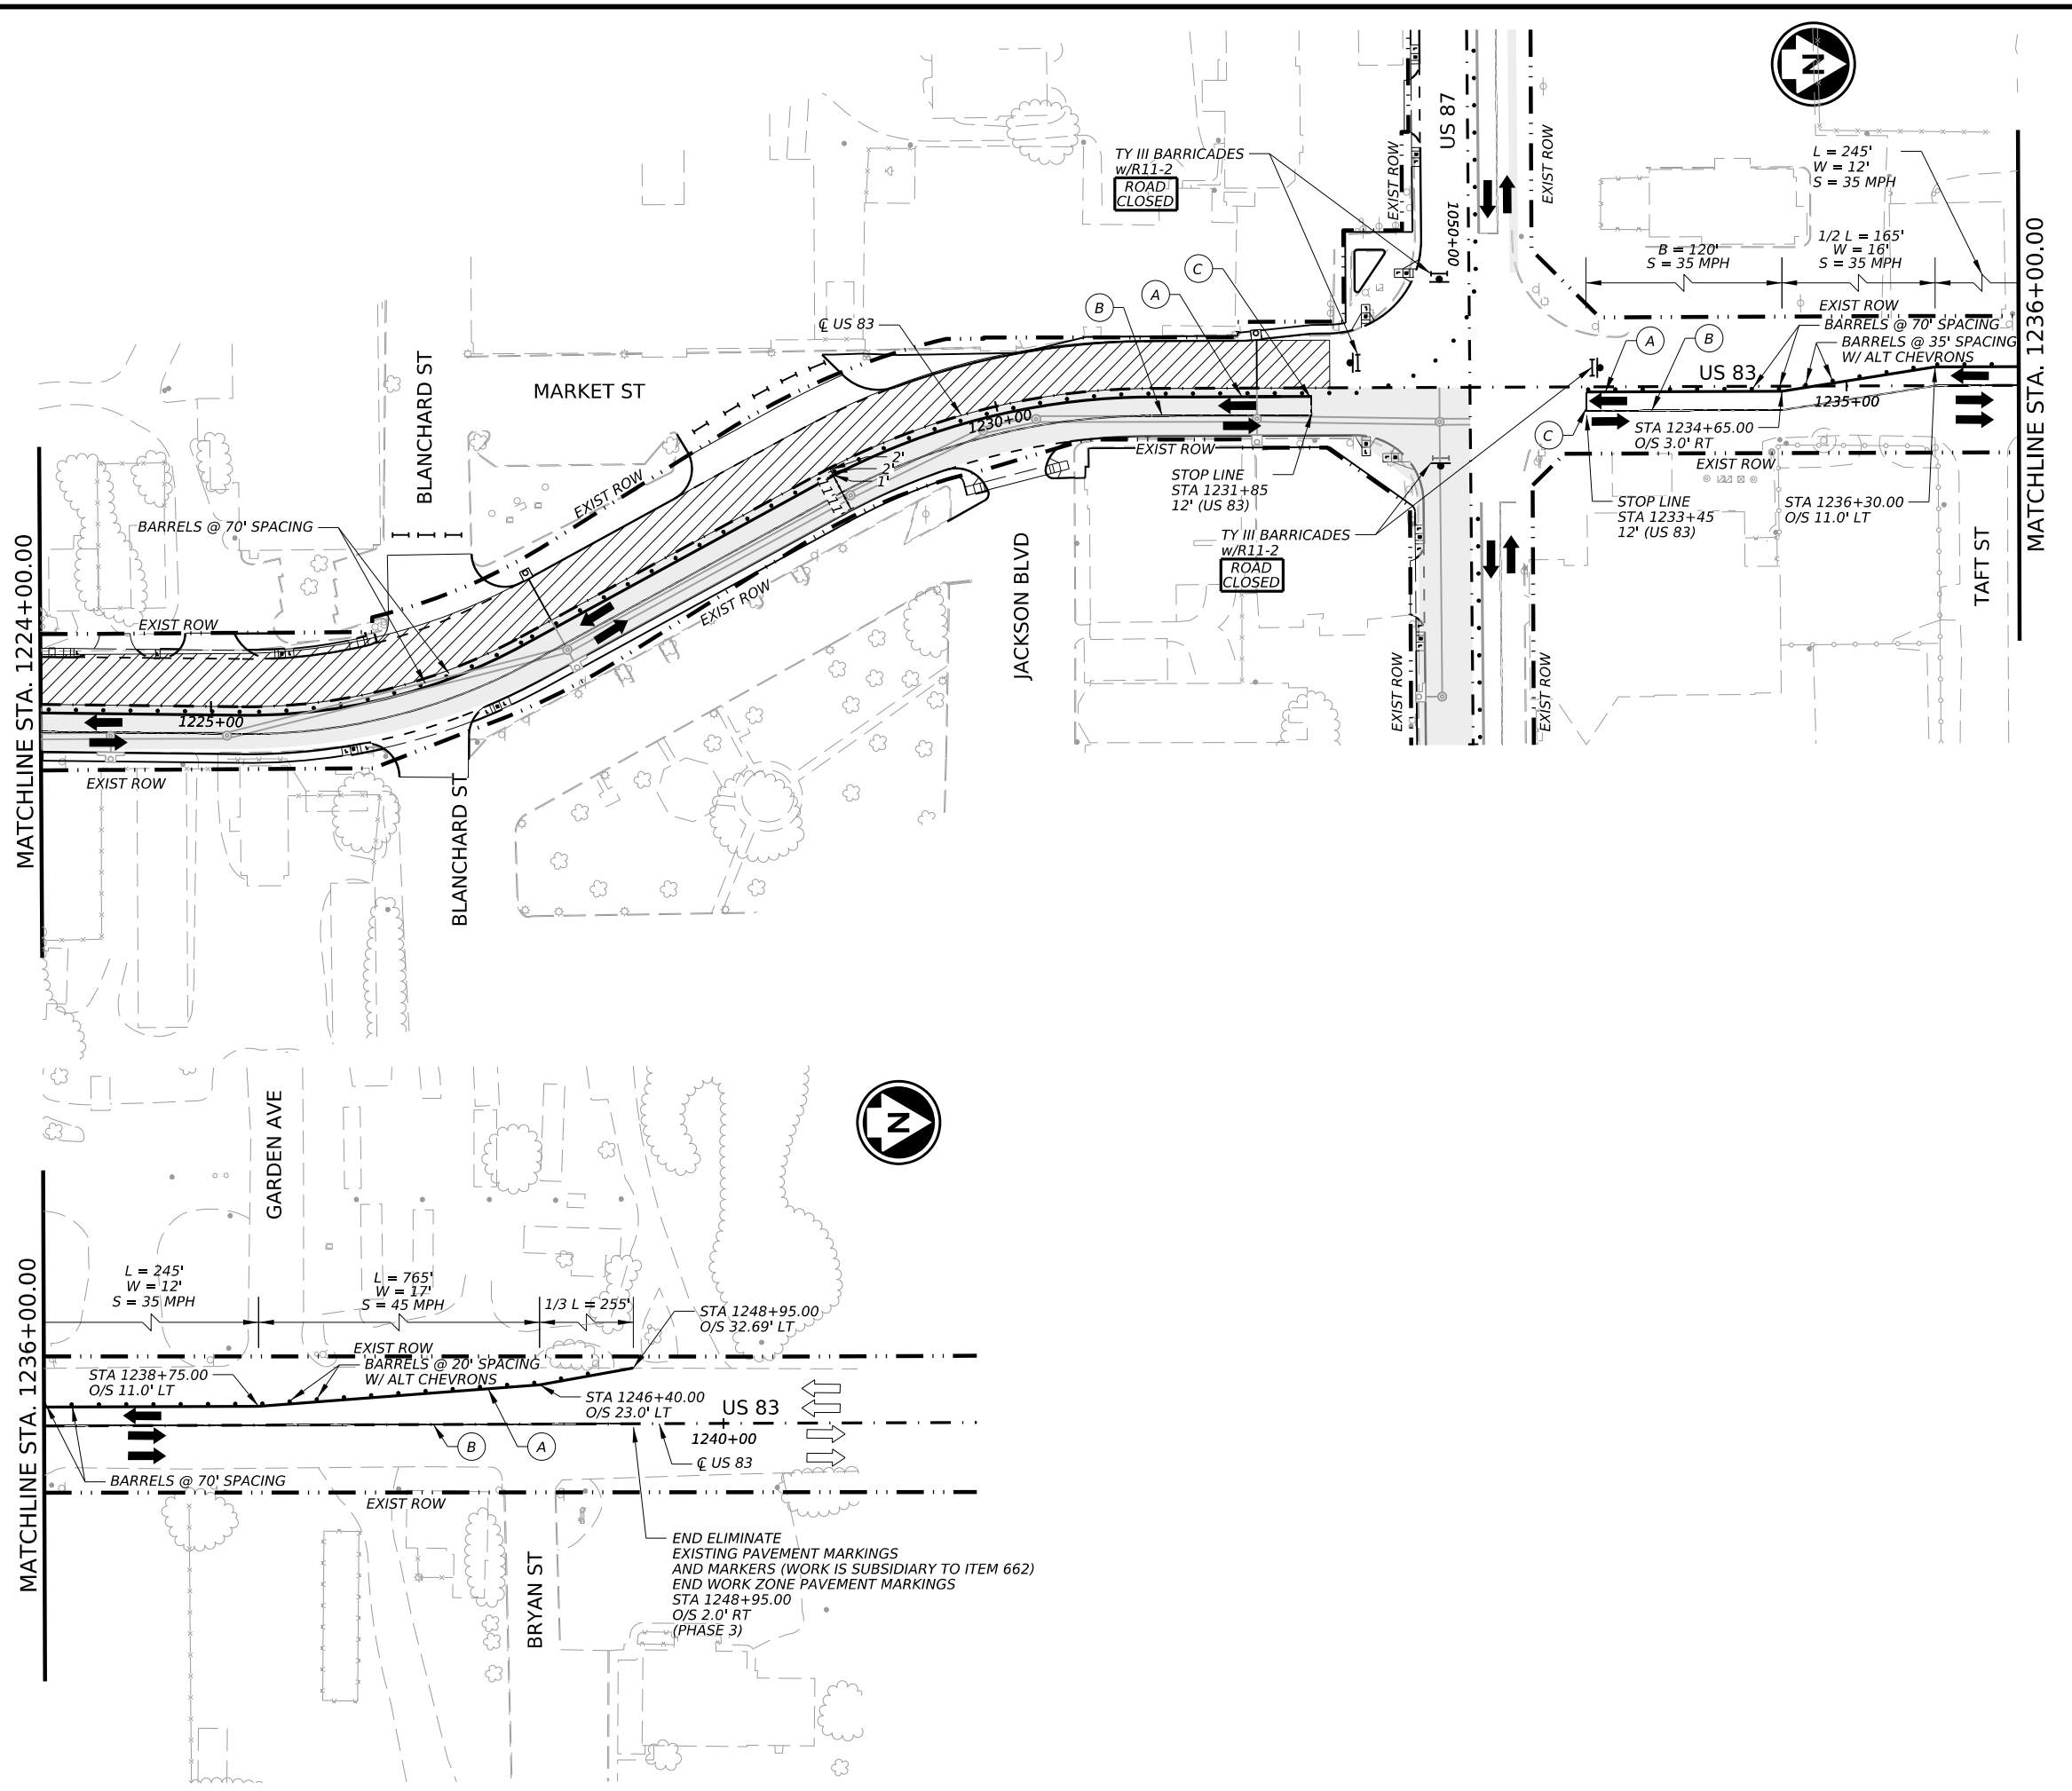 N
US 87
EXIST ROW
EXIST ROW
1050+00
TY III BARRICADES
w/R11-2
ROAD
CLOSED
L = 245'
W = 12'
S = 35 MPH
1/2 L = 165'
W = 16'
S = 35 MPH
B = 120'
S = 35 MPH
C
A
B
EXIST ROW
BARRELS @ 70' SPACING
BARRELS @ 35' SPACING
W/ ALT CHEVRONS
A
B
US 83
1235+00
MATCHLINE STA. 1236+00.00
℄ US 83
BLANCHARD ST
MARKET ST
1230+00
2'
2'
1'
EXIST ROW
EXIST ROW
STOP LINE
STA 1231+85
12' (US 83)
C
STA 1234+65.00
O/S 3.0' RT
EXIST ROW
STOP LINE
STA 1233+45
12' (US 83)
STA 1236+30.00
O/S 11.0' LT
TAFT ST
BARRELS @ 70' SPACING
TY III BARRICADES
w/R11-2
ROAD
CLOSED
JACKSON BLVD
EXIST ROW
EXIST ROW
EXIST ROW
EXIST ROW
MATCHLINE STA. 1224+00.00
1225+00
EXIST ROW
BLANCHARD ST
N
GARDEN AVE
MATCHLINE STA. 1236+00.00
L = 245'
W = 12'
S = 35 MPH
L = 765'
W = 17'
S = 45 MPH
1/3 L = 255'
STA 1248+95.00
O/S 32.69' LT
EXIST ROW
BARRELS @ 20' SPACING
W/ ALT CHEVRONS
STA 1238+75.00
O/S 11.0' LT
STA 1246+40.00
O/S 23.0' LT
US 83
1240+00
B
A
℄ US 83
BARRELS @ 70' SPACING
EXIST ROW
BRYAN ST
END ELIMINATE
EXISTING PAVEMENT MARKINGS
AND MARKERS (WORK IS SUBSIDIARY TO ITEM 662)
END WORK ZONE PAVEMENT MARKINGS
STA 1248+95.00
O/S 2.0' RT
(PHASE 3)